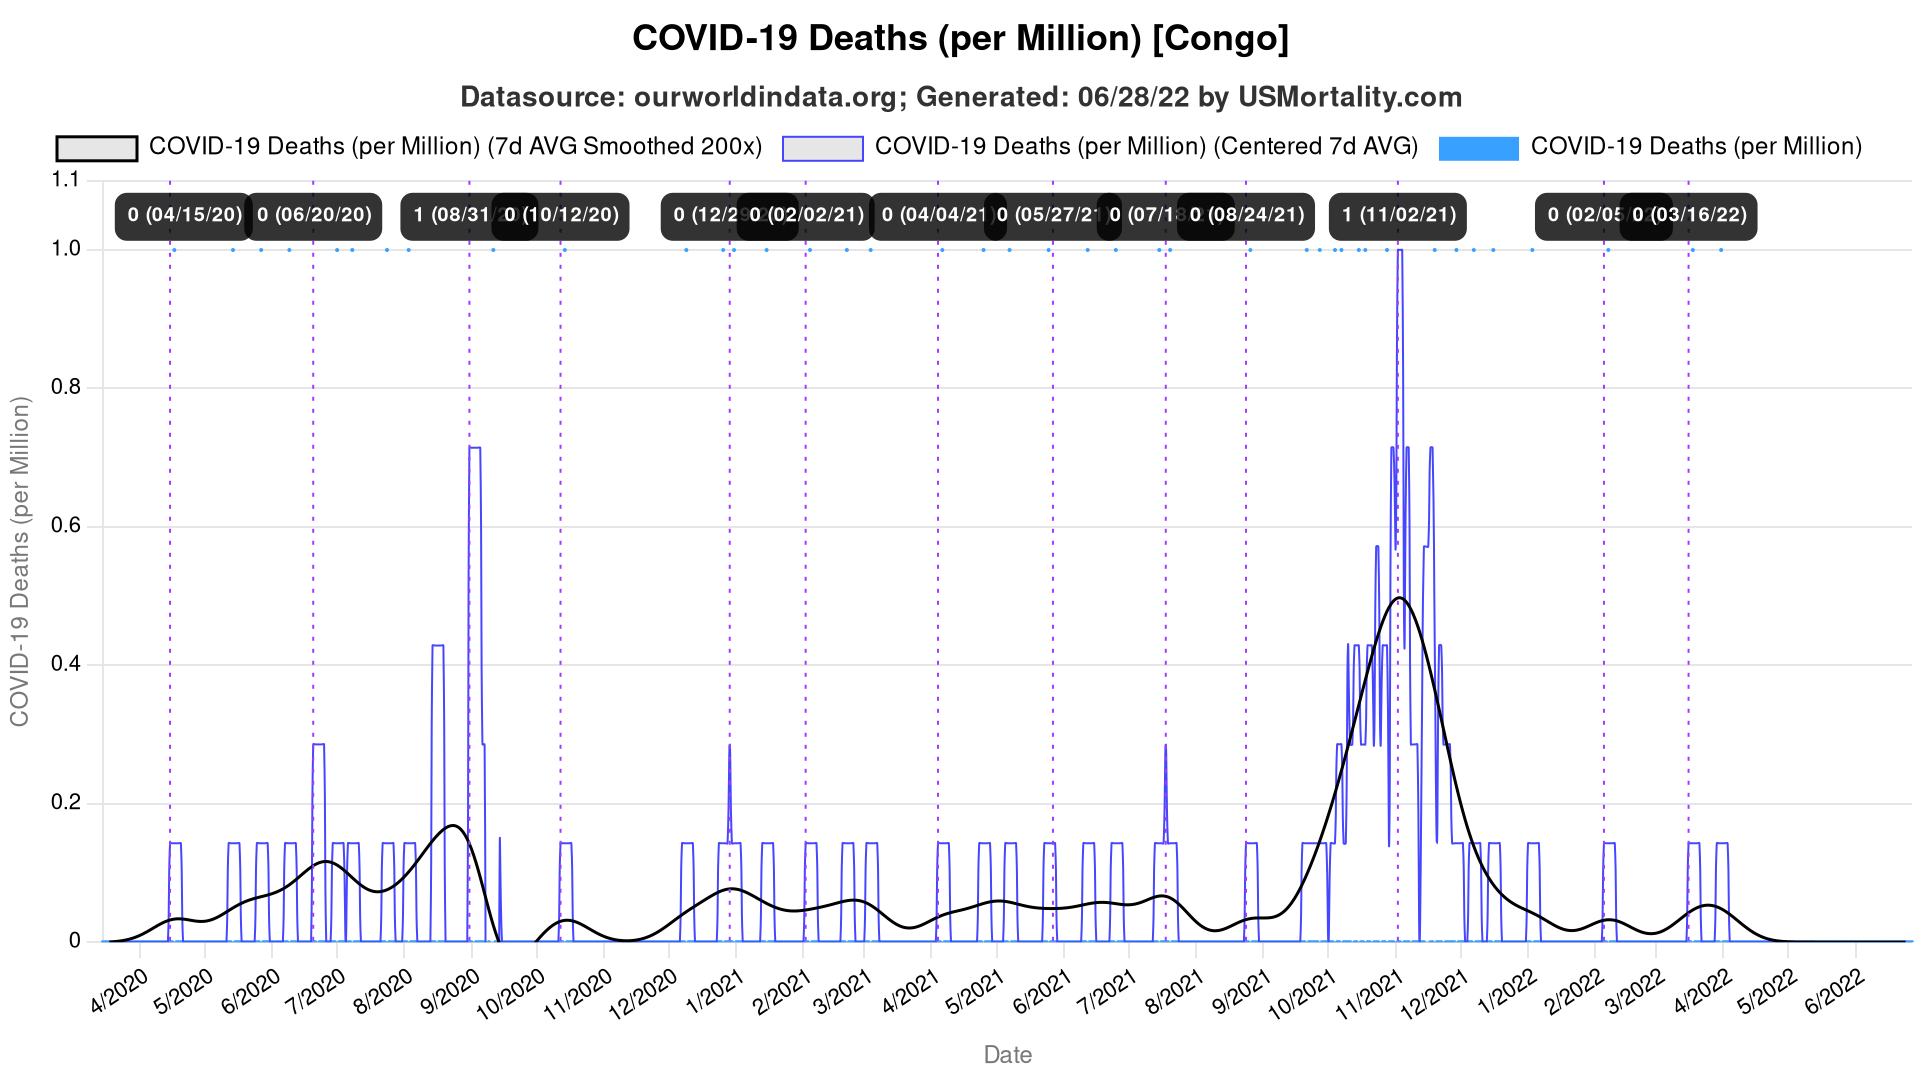 COVID-19 Deaths (per Million) [Congo]
Datasource: ourworldindata.org; Generated: 06/28/22 by USMortality.com
COVID-19 Deaths (per Million) (7d AVG Smoothed 200x) COVID-19 Deaths (per Million) (Centered 7d AVG) COVID-19 Deaths (per Million)
1.1
0 (04/15/20) 0 (06/20/20) 1 (08/31/20) 0 (10/12/20) 0 (12/29/20) 0 (02/02/21) 0 (04/04/21) 0 (05/27/21) 0 (07/18/21) 0 (08/24/21) 1 (11/02/21) 0 (02/05/22) 0 (03/16/22)
1.0
0.8
0.6
0.4
0.2
0
COVID-19 Deaths (per Million)
4/2020 5/2020 6/2020 7/2020 8/2020 9/2020 10/2020 11/2020 12/2020 1/2021 2/2021 3/2021 4/2021 5/2021 6/2021 7/2021 8/2021 9/2021 10/2021 11/2021 12/2021 1/2022 2/2022 3/2022 4/2022 5/2022 6/2022
Date